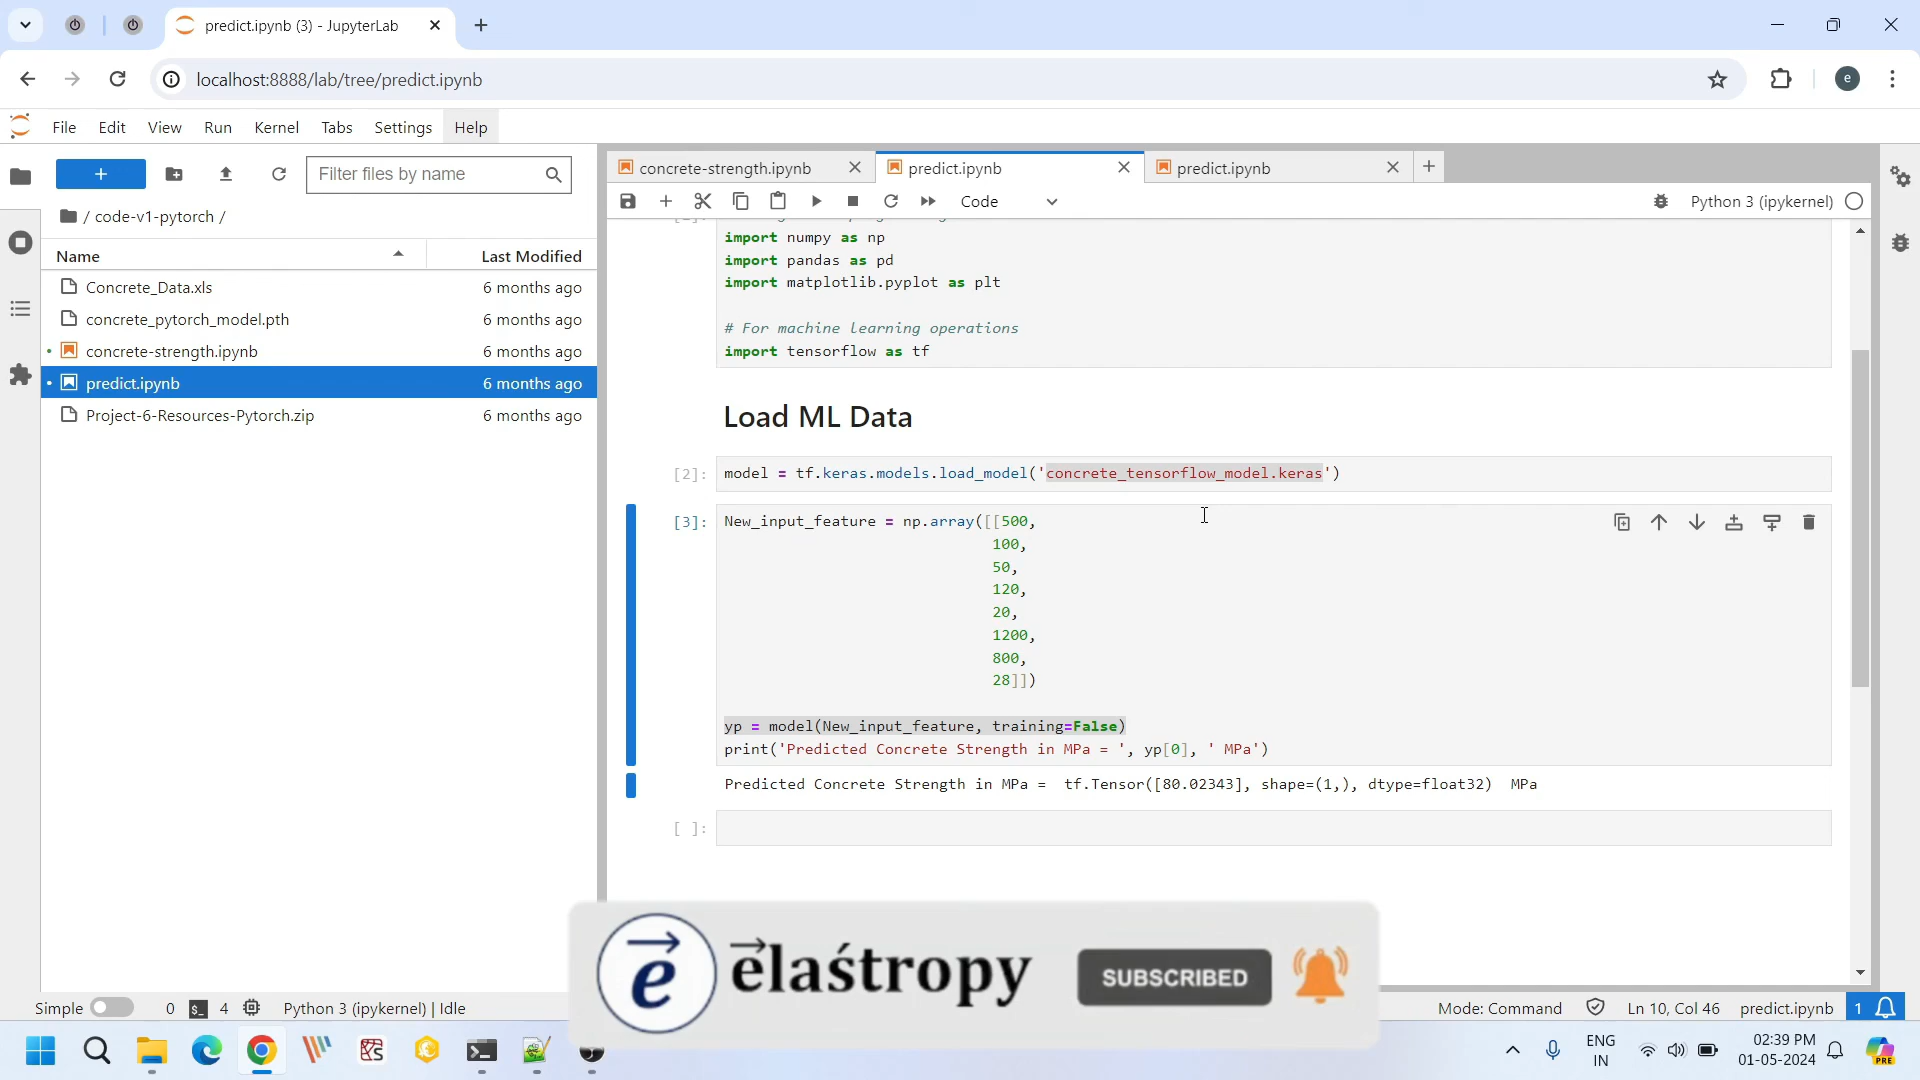 predict.ipynb (3) - JupyterLab
localhost:8888/lab/tree/predict.ipynb
e
File Edit View Run Kernel Tabs Settings Help
Filter files by name
/ code-v1-pytorch /
Name Last Modified
Concrete_Data.xls 6 months ago
concrete_pytorch_model.pth 6 months ago
concrete-strength.ipynb 6 months ago
predict.ipynb 6 months ago
Project-6-Resources-Pytorch.zip 6 months ago
concrete-strength.ipynb predict.ipynb predict.ipynb
Code Python 3 (ipykernel)
import numpy as np
import pandas as pd
import matplotlib.pyplot as plt
# For machine learning operations
import tensorflow as tf
Load ML Data
[2]: model = tf.keras.models.load_model('concrete_tensorflow_model.keras')
[3]: New_input_feature = np.array([[500,
100,
50,
120,
20,
1200,
800,
28]])
yp = model(New_input_feature, training=False)
print('Predicted Concrete Strength in MPa = ', yp[0], ' MPa')
Predicted Concrete Strength in MPa =  tf.Tensor([80.02343], shape=(1,), dtype=float32)  MPa
[ ]:
e élaśtropy SUBSCRIBED
Simple 0 4 Python 3 (ipykernel) | Idle Mode: Command Ln 10, Col 46 predict.ipynb 1
ENG
IN
02:39 PM
01-05-2024
PRE